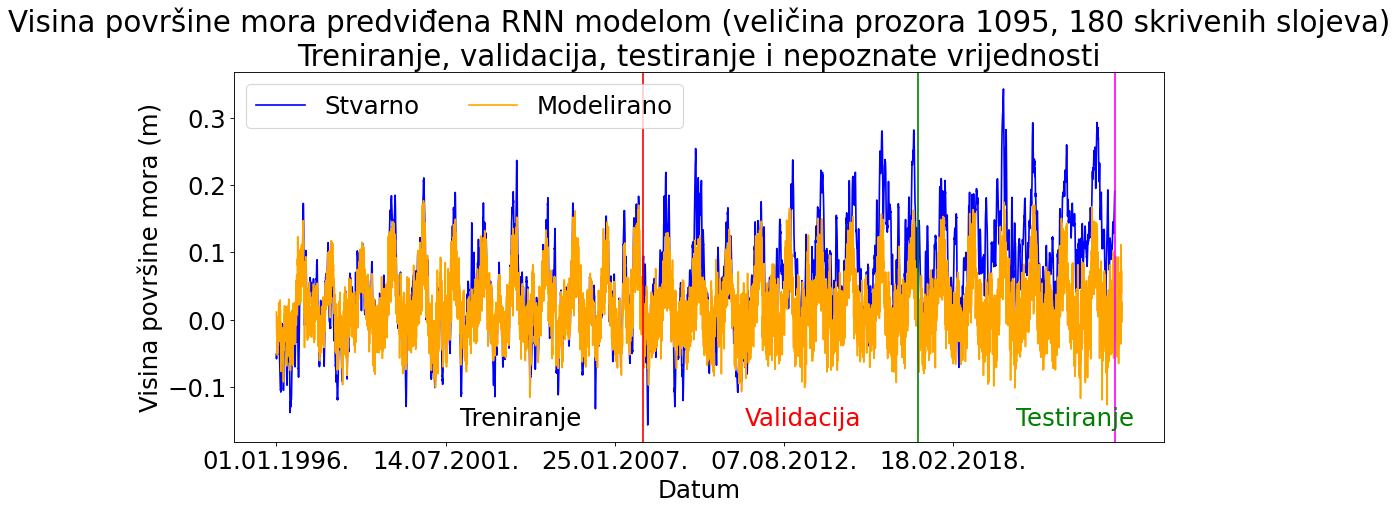 Visina površine mora predviđena RNN modelom (veličina prozora 1095, 180 skrivenih slojeva)
Treniranje, validacija, testiranje i nepoznate vrijednosti
Stvarno Modelirano
Visina površine mora (m)
0.3
0.2
0.1
0.0
−0.1
Treniranje Validacija Testiranje
01.01.1996. 14.07.2001. 25.01.2007. 07.08.2012. 18.02.2018.
Datum